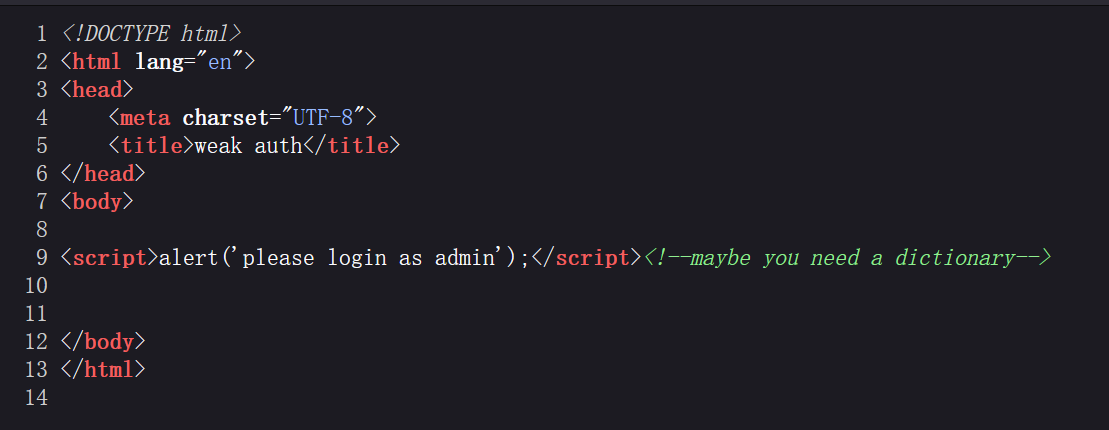 1 <!DOCTYPE html>
2 <html lang="en">
3 <head>
4     <meta charset="UTF-8">
5     <title>weak auth</title>
6 </head>
7 <body>
8
9 <script>alert('please login as admin');</script><!--maybe you need a dictionary-->
10
11
12 </body>
13 </html>
14